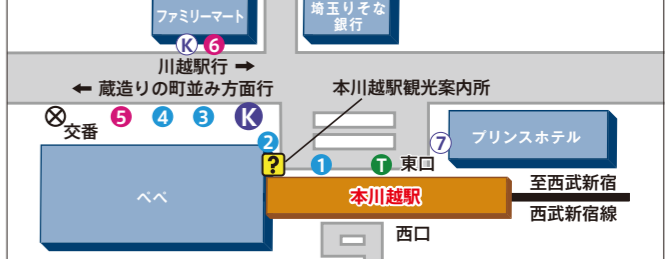 ファミリーマート
埼玉りそな
銀行
K 6
川越駅行 →
← 蔵造りの町並み方面行
本川越駅観光案内所
交番
5 4 3 K
2
?
1
T
東口
7
プリンスホテル
ペペ
本川越駅
至西武新宿
西武新宿線
西口